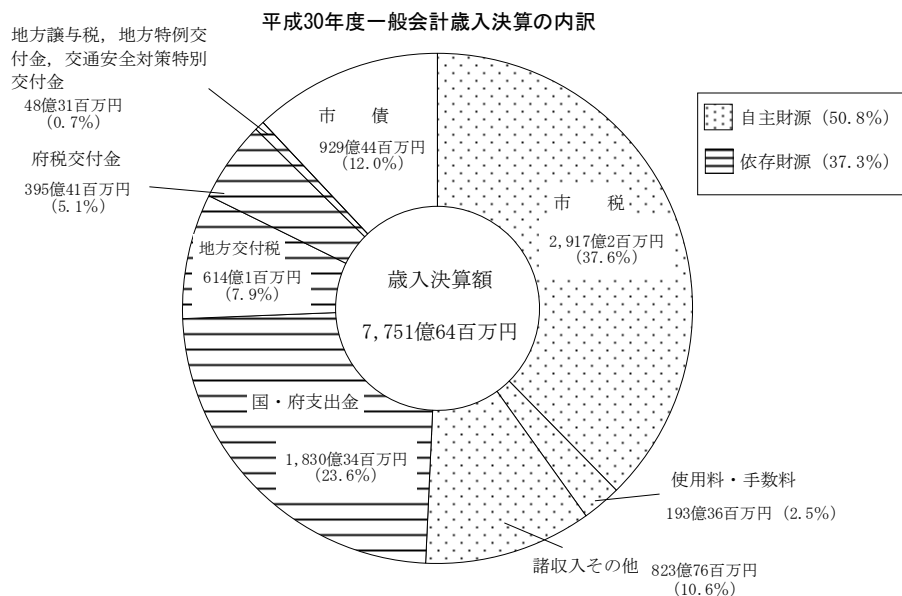 平成30年度一般会計歳入決算の内訳
地方譲与税，地方特例交
付金，交通安全対策特別
交付金
48億31百万円
(0.7%)
府税交付金
395億41百万円
(5.1%)
市　債
929億44百万円
(12.0%)
自主財源（50.8%）
依存財源（37.3%）
市　税
2,917億2百万円
(37.6%)
地方交付税
614億1百万円
(7.9%)
歳入決算額
7,751億64百万円
国・府支出金
1,830億34百万円
(23.6%)
使用料・手数料
193億36百万円（2.5%）
諸収入その他
823億76百万円
(10.6%)